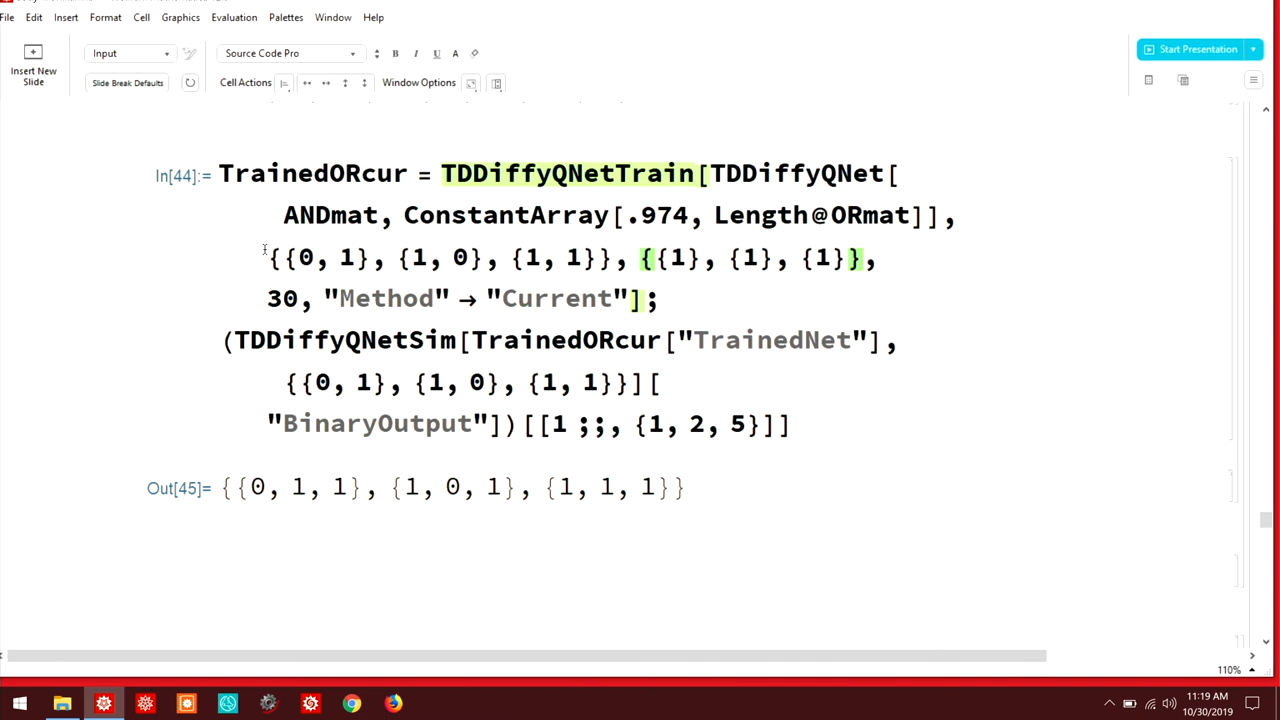 File Edit Insert Format Cell Graphics Evaluation Palettes Window Help
Insert New
Slide
Input
Source Code Pro
B I U A
Start Presentation
Slide Break Defaults
Cell Actions
Window Options
In[44]:= TrainedORcur = TDDiffyQNetTrain[TDDiffyQNet[
ANDmat, ConstantArray[.974, Length@ORmat]],
{{0, 1}, {1, 0}, {1, 1}}, {{1}, {1}, {1}},
30, "Method" → "Current"];
(TDDiffyQNetSim[TrainedORcur["TrainedNet"],
{{0, 1}, {1, 0}, {1, 1}}][
"BinaryOutput"])[[1 ;;, {1, 2, 5}]]
Out[45]= {{0, 1, 1}, {1, 0, 1}, {1, 1, 1}}
110%
11:19 AM
10/30/2019